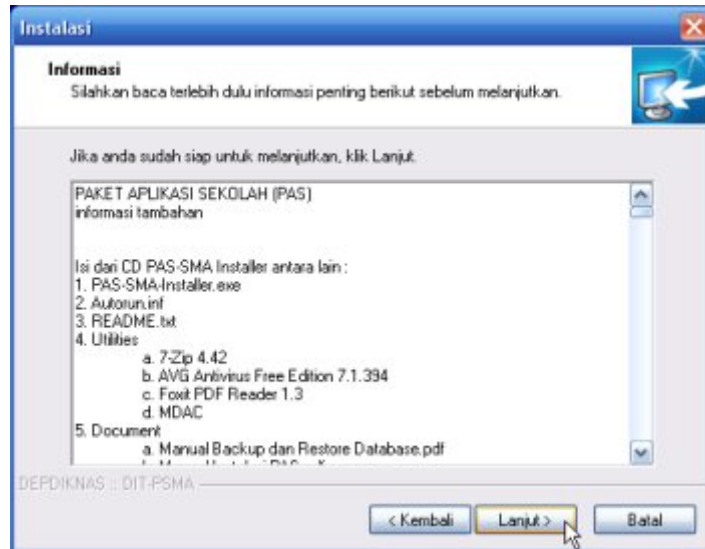 Instalasi
Informasi
Silahkan baca terlebih dulu informasi penting berikut sebelum melanjutkan.
Jika anda sudah siap untuk melanjutkan, klik Lanjut.
PAKET APLIKASI SEKOLAH (PAS)
informasi tambahan
Isi dari CD PAS-SMA Installer antara lain :
1. PAS-SMA-Installer.exe
2. Autorun.inf
3. README.txt
4. Utilities
a. 7-Zip 4.42
b. AVG Antivirus Free Edition 7.1.394
c. Foxit PDF Reader 1.3
d. MDAC
5. Document
a. Manual Backup dan Restore Database.pdf
DEPDIKNAS :: DIT-PSMA
< Kembali
Lanjut >
Batal